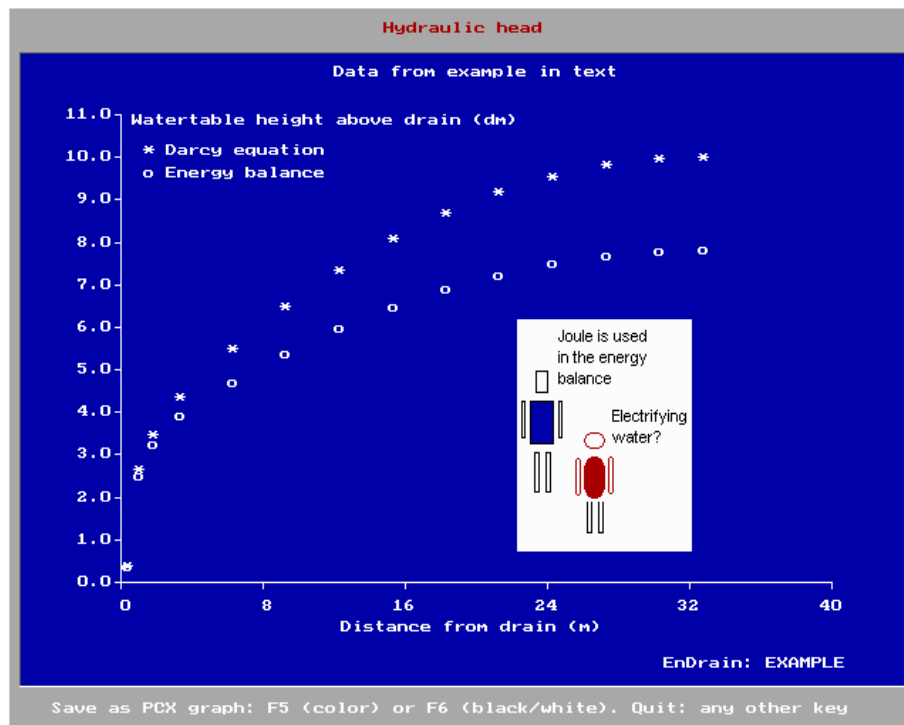 Hydraulic head
Data from example in text
Watertable height above drain (dm)
* Darcy equation
o Energy balance
11.0
10.0
9.0
8.0
7.0
6.0
5.0
4.0
3.0
2.0
1.0
0.0
Joule is used
in the energy
balance
Electrifying
water?
0 8 16 24 32 40
Distance from drain (m)
EnDrain: EXAMPLE
Save as PCX graph: F5 (color) or F6 (black/white). Quit: any other key